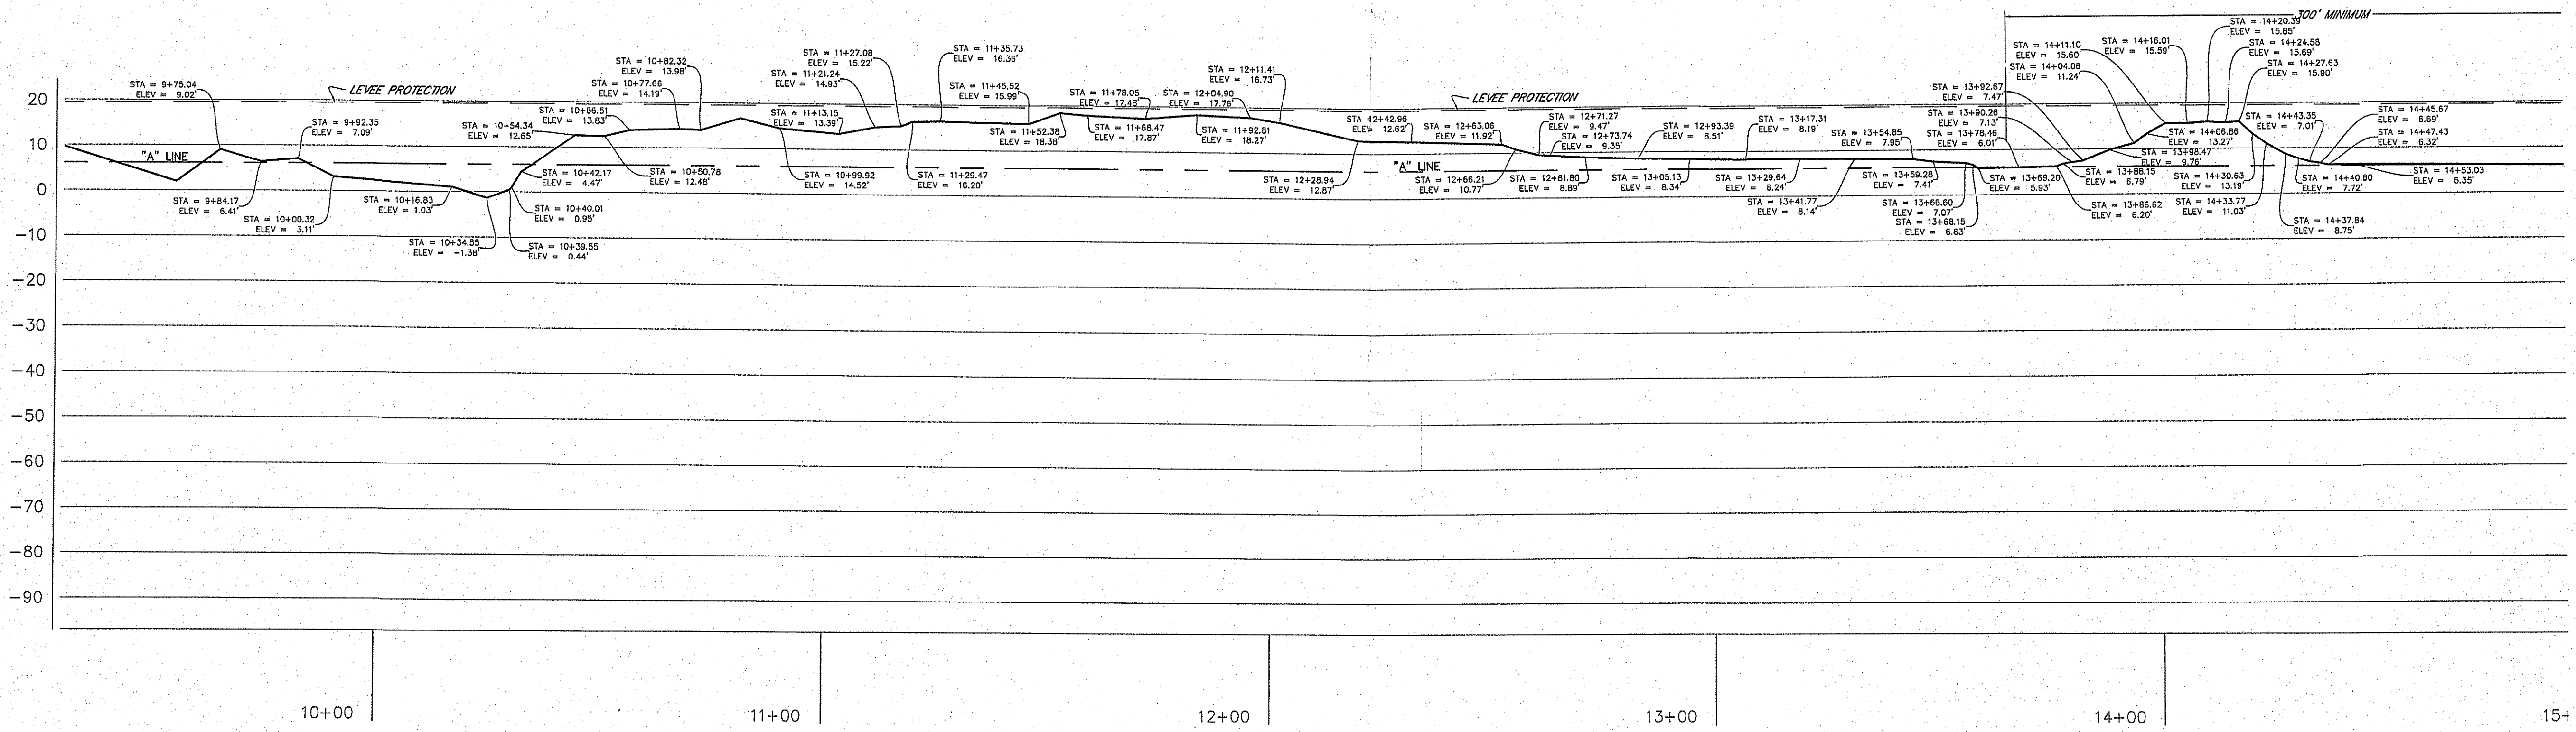 300' MINIMUM
STA = 9+75.04
ELEV = 9.02'
LEVEE PROTECTION
STA = 9+92.35
ELEV = 7.09'
"A" LINE
STA = 9+84.17
ELEV = 6.41'
STA = 10+00.32
ELEV = 3.11'
STA = 10+16.83
ELEV = 1.03'
STA = 10+34.55
ELEV = -1.38'
STA = 10+39.55
ELEV = 0.44'
STA = 10+40.01
ELEV = 0.95'
STA = 10+42.17
ELEV = 4.47'
STA = 10+54.34
ELEV = 12.65'
STA = 10+50.78
ELEV = 12.48'
STA = 10+66.51
ELEV = 13.83'
STA = 10+77.66
ELEV = 14.19'
STA = 10+82.32
ELEV = 13.98'
STA = 10+99.92
ELEV = 14.52'
STA = 11+13.15
ELEV = 13.39'
STA = 11+21.24
ELEV = 14.93'
STA = 11+27.08
ELEV = 15.22'
STA = 11+29.47
ELEV = 16.20'
STA = 11+35.73
ELEV = 16.36'
STA = 11+45.52
ELEV = 15.99'
STA = 11+52.38
ELEV = 18.38'
STA = 11+68.47
ELEV = 17.87'
STA = 11+78.05
ELEV = 17.48'
STA = 11+92.81
ELEV = 18.27'
STA = 12+04.90
ELEV = 17.76'
STA = 12+11.41
ELEV = 16.73'
STA = 12+28.94
ELEV = 12.87'
STA = 12+42.96
ELEV = 12.62'
LEVEE PROTECTION
"A" LINE
STA = 12+63.06
ELEV = 11.92'
STA = 12+66.21
ELEV = 10.77'
STA = 12+71.27
ELEV = 9.47'
STA = 12+73.74
ELEV = 9.35'
STA = 12+81.80
ELEV = 8.89'
STA = 12+93.39
ELEV = 8.51'
STA = 13+05.13
ELEV = 8.34'
STA = 13+17.31
ELEV = 8.19'
STA = 13+29.64
ELEV = 8.24'
STA = 13+41.77
ELEV = 8.14'
STA = 13+54.85
ELEV = 7.95'
STA = 13+59.28
ELEV = 7.41'
STA = 13+66.60
ELEV = 7.07'
STA = 13+68.15
ELEV = 6.63'
STA = 13+69.20
ELEV = 5.93'
STA = 13+78.46
ELEV = 6.01'
STA = 13+86.62
ELEV = 6.20'
STA = 13+88.15
ELEV = 6.79'
STA = 13+90.26
ELEV = 7.13'
STA = 13+92.67
ELEV = 7.47'
STA = 13+98.47
ELEV = 9.76'
STA = 14+04.06
ELEV = 11.24'
STA = 14+06.86
ELEV = 13.27'
STA = 14+11.10
ELEV = 15.60'
STA = 14+16.01
ELEV = 15.59'
STA = 14+20.39
ELEV = 15.85'
STA = 14+24.58
ELEV = 15.69'
STA = 14+27.63
ELEV = 15.90'
STA = 14+30.63
ELEV = 13.19'
STA = 14+33.77
ELEV = 11.03'
STA = 14+37.84
ELEV = 8.75'
STA = 14+40.80
ELEV = 7.72'
STA = 14+43.35
ELEV = 7.01'
STA = 14+45.67
ELEV = 6.69'
STA = 14+47.43
ELEV = 6.32'
STA = 14+53.03
ELEV = 6.35'
20
10
0
-10
-20
-30
-40
-50
-60
-70
-80
-90
10+00
11+00
12+00
13+00
14+00
15+